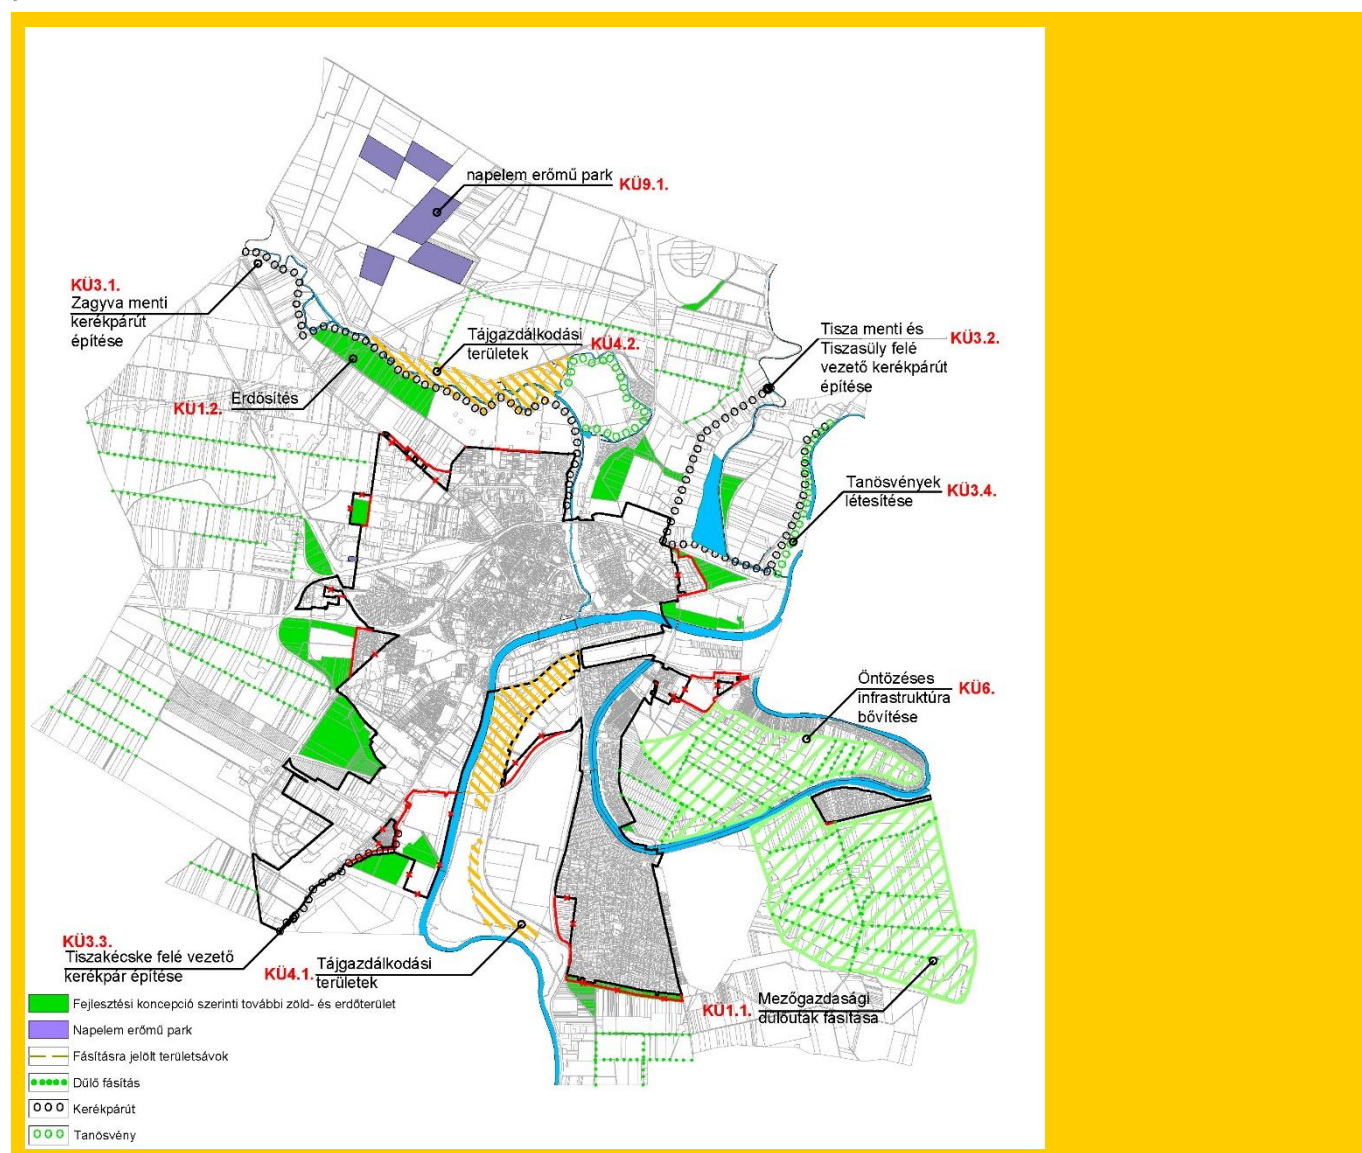 napelem erőmű park
KÜ9.1.
KÜ3.1.
Zagyva menti
kerékpárút
építése
Tájgazdálkodási
területek
KÜ4.2.
Tisza menti és
Tiszasüly felé
vezető kerékpárút
építése
KÜ3.2.
KÜ1.2.
Erdősítés
Tanösvények
létesítése
KÜ3.4.
Öntözéses
infrastruktúra
bővítése
KÜ6.
KÜ3.3.
Tiszakécske felé vezető
kerékpár építése
KÜ4.1.
Tájgazdálkodási
területek
KÜ1.1.
Mezőgazdasági
dűlőutak fásítása
Fejlesztési koncepció szerinti további zöld- és erdőterület
Napelem erőmű park
Fásításra jelölt területsávok
Dűlő fásítás
Kerékpárút
Tanösvény